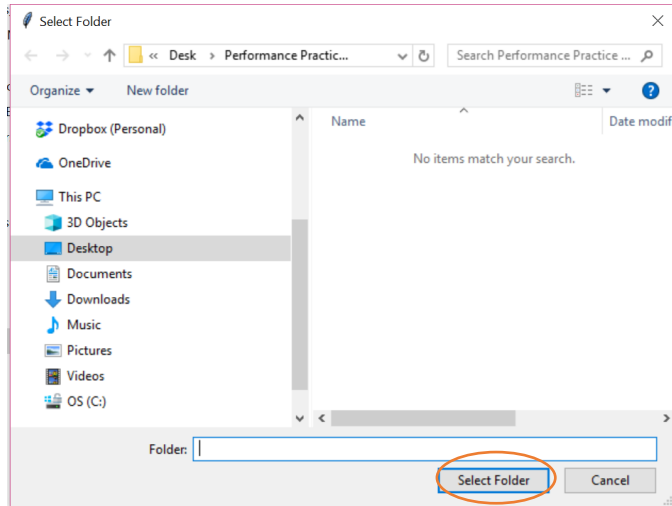 Select Folder
« Desk › Performance Practic...
Search Performance Practice ...
Organize
New folder
?
Dropbox (Personal)
OneDrive
This PC
3D Objects
Desktop
Documents
Downloads
Music
Pictures
Videos
OS (C:)
Name
Date modif
No items match your search.
Folder:
Select Folder
Cancel